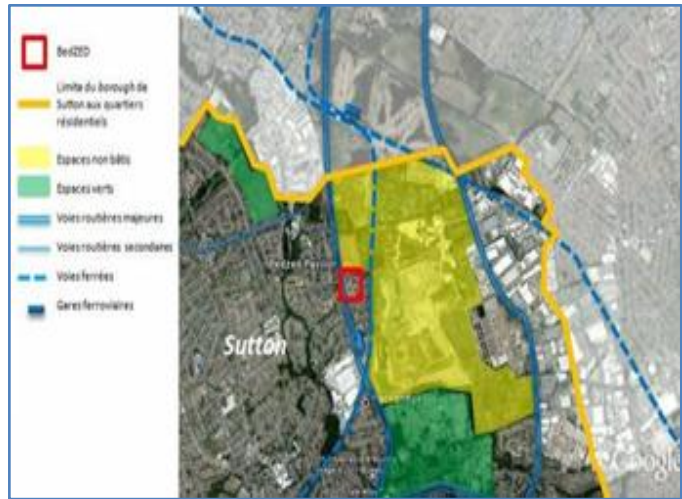 BedZED
Limite du borough de
Sutton aux quartiers
résidentiels
Espaces non bâtis
Espaces verts
Voies routières majeures
Voies routières secondaires
Voies ferrées
Gares ferroviaires
Sutton
Google